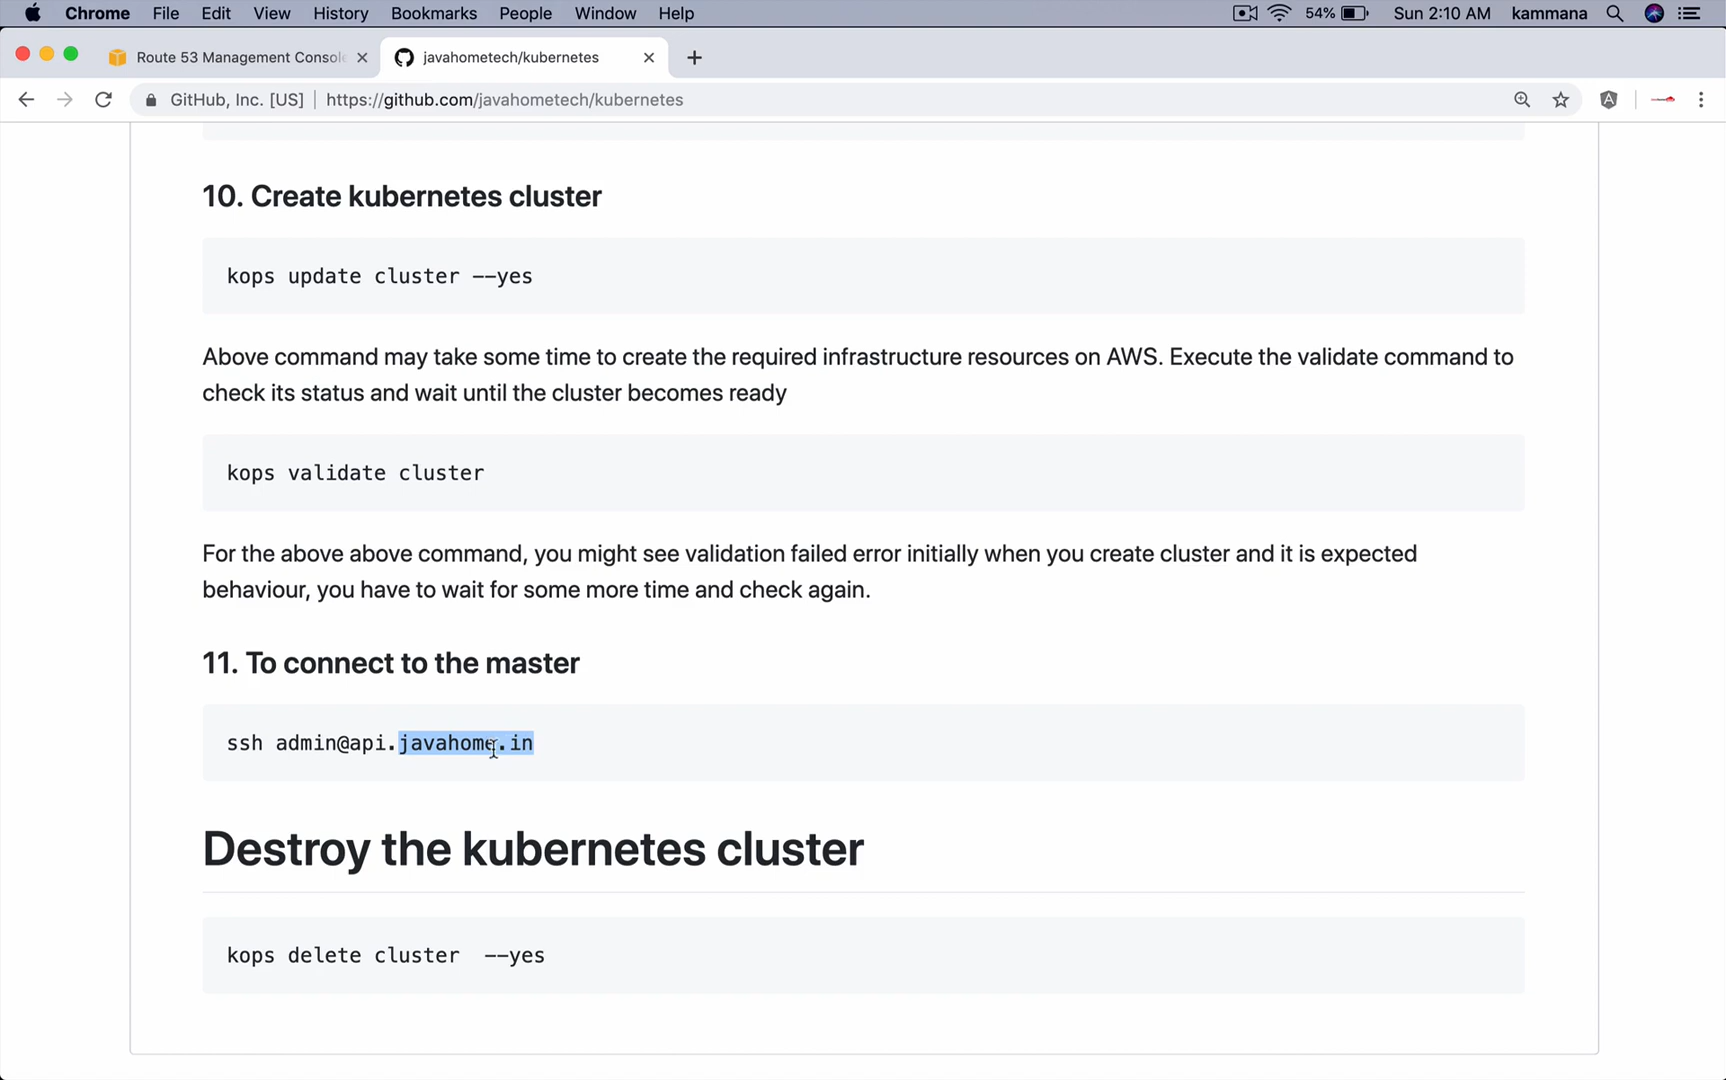 Chrome File Edit View History Bookmarks People Window Help 54% Sun 2:10 AM kammana
Route 53 Management Console javahometech/kubernetes
GitHub, Inc. [US] https://github.com/javahometech/kubernetes
10. Create kubernetes cluster
kops update cluster --yes
Above command may take some time to create the required infrastructure resources on AWS. Execute the validate command to
check its status and wait until the cluster becomes ready
kops validate cluster
For the above above command, you might see validation failed error initially when you create cluster and it is expected
behaviour, you have to wait for some more time and check again.
11. To connect to the master
ssh admin@api.javahome.in
Destroy the kubernetes cluster
kops delete cluster  --yes